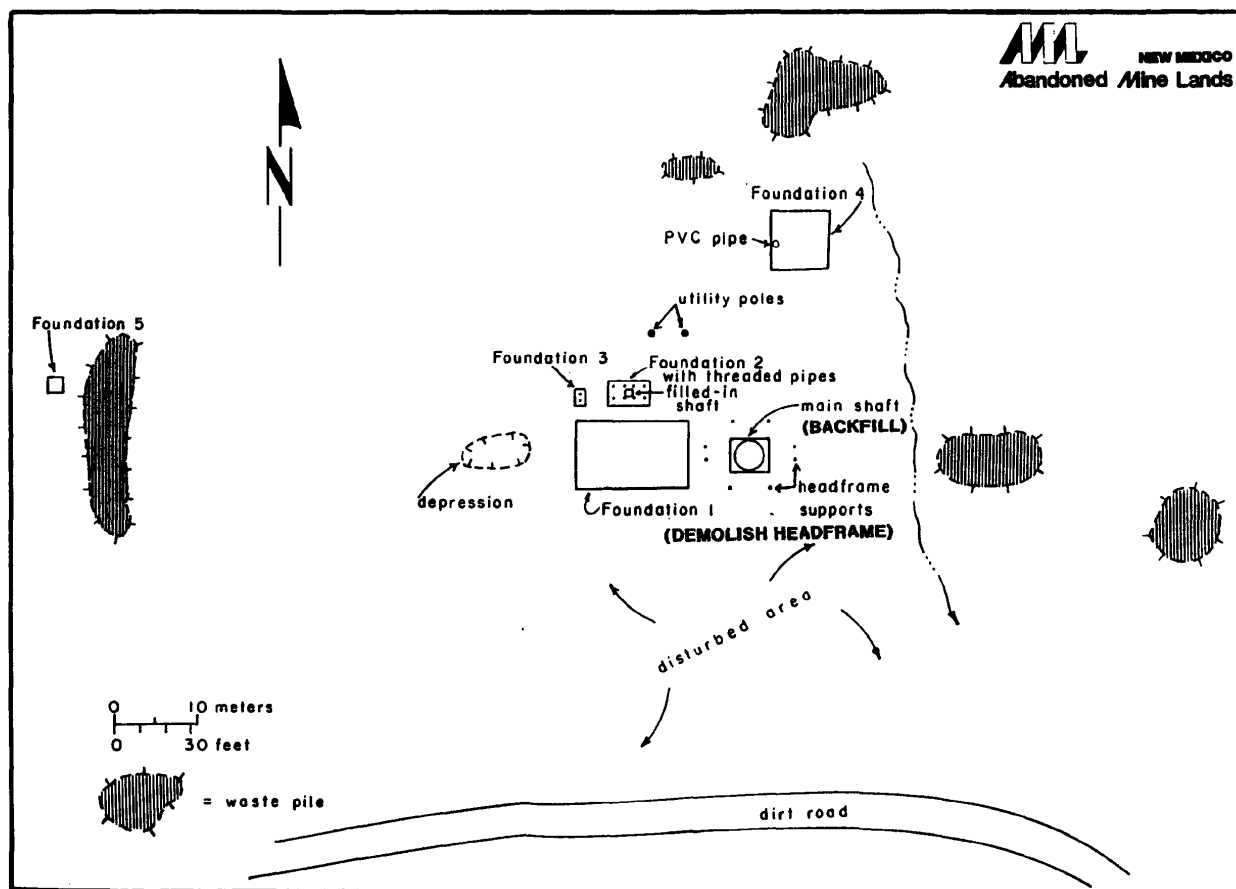 NEW MEXICO
Abandoned Mine Lands
N
Foundation 4
PVC pipe
utility poles
Foundation 5
Foundation 3
Foundation 2
with threaded pipes
filled-in
shaft
main shaft
(BACKFILL)
depression
Foundation 1
headframe
supports
(DEMOLISH HEADFRAME)
disturbed area
0 10 meters
0 30 feet
= waste pile
dirt road